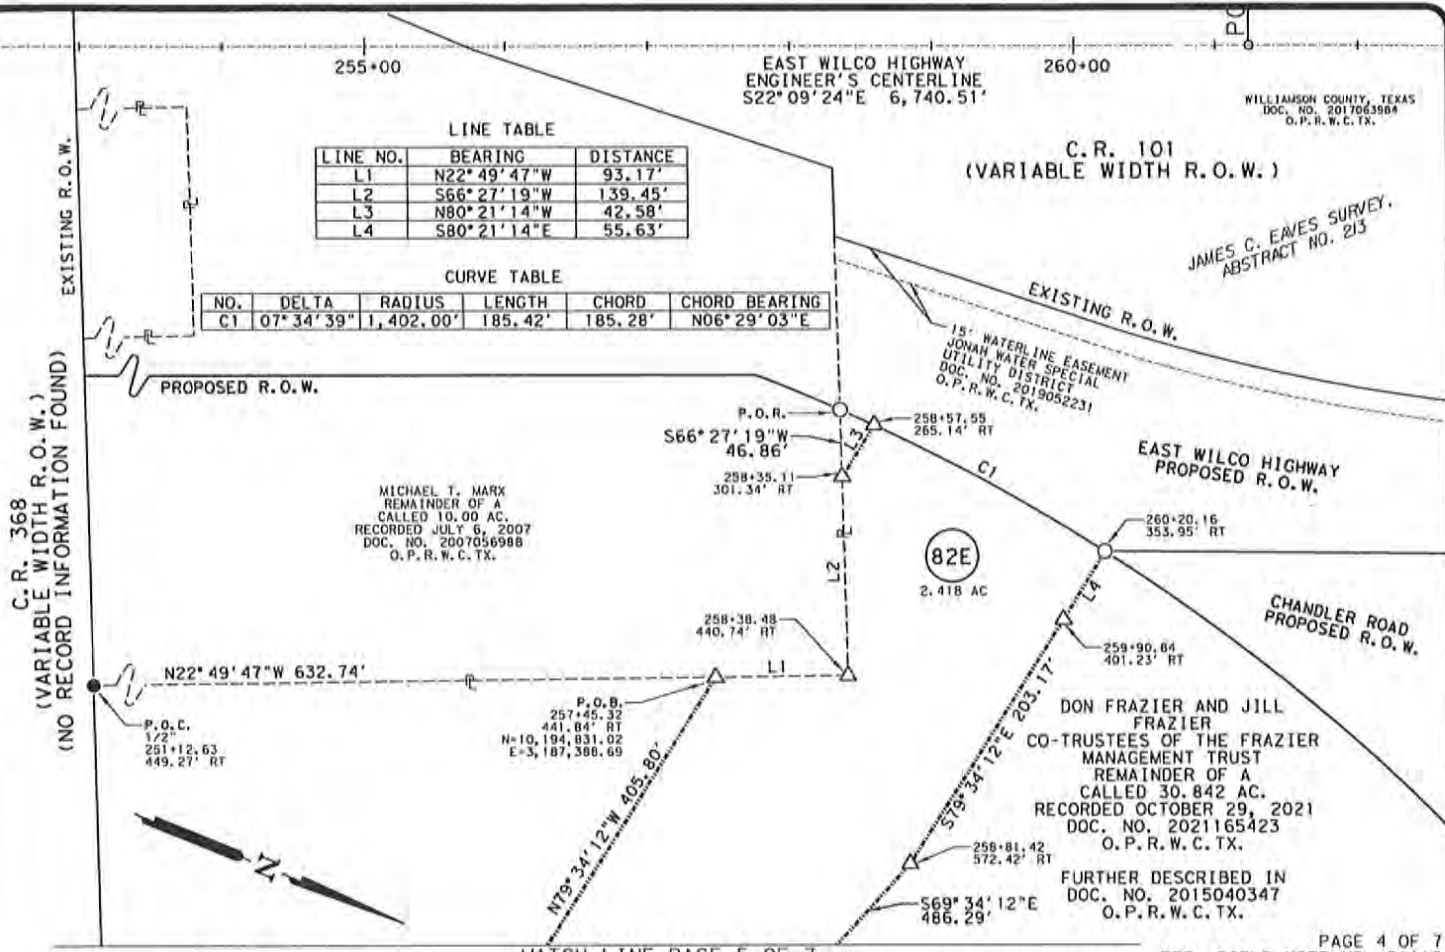 255+00
EAST WILCO HIGHWAY
ENGINEER'S CENTERLINE
S22°09'24"E 6,740.51'
260+00
WILLIAMSON COUNTY, TEXAS
DOC. NO. 2017063984
O.P.R.W.C.TX.
C.R. 101
(VARIABLE WIDTH R.O.W.)
JAMES C. EAVES SURVEY,
ABSTRACT NO. 213
EXISTING R.O.W.
LINE TABLE
LINE NO. BEARING DISTANCE
L1 N22°49'47"W 93.17'
L2 S66°27'19"W 139.45'
L3 N80°21'14"W 42.58'
L4 S80°21'14"E 55.63'
CURVE TABLE
NO. DELTA RADIUS LENGTH CHORD CHORD BEARING
C1 07°34'39" 1,402.00' 185.42' 185.28' N06°29'03"E
EXISTING R.O.W.
15' WATERLINE EASEMENT
JONAH WATER SPECIAL
UTILITY DISTRICT
DOC. NO. 2019052231
O.P.R.W.C.TX.
PROPOSED R.O.W.
C.R. 368
(VARIABLE WIDTH R.O.W.)
(NO RECORD INFORMATION FOUND)
P.O.R.
S66°27'19"W
46.86'
L3
258+57.55
265.14' RT
258+35.11
301.34' RT
C1
EAST WILCO HIGHWAY
PROPOSED R.O.W.
MICHAEL T. MARX
REMAINDER OF A
CALLED 10.00 AC.
RECORDED JULY 6, 2007
DOC. NO. 2007056988
O.P.R.W.C.TX.
260+20.16
353.95' RT
82E
2.418 AC
L2
L4
CHANDLER ROAD
PROPOSED R.O.W.
258+38.48
440.74' RT
259+90.64
401.23' RT
N22°49'47"W 632.74'
L1
P.O.C.
1/2"
251+12.63
449.27' RT
P.O.B.
257+45.32
441.84' RT
N=10,194,831.02
E=3,187,388.69
N79°34'12"W 405.80'
S79°34'12"E 203.17'
DON FRAZIER AND JILL
FRAZIER
CO-TRUSTEES OF THE FRAZIER
MANAGEMENT TRUST
REMAINDER OF A
CALLED 30.842 AC.
RECORDED OCTOBER 29, 2021
DOC. NO. 2021165423
O.P.R.W.C.TX.
258+81.42
572.42' RT
FURTHER DESCRIBED IN
DOC. NO. 2015040347
O.P.R.W.C.TX.
S69°34'12"E
486.29'
N
PAGE 4 OF 7